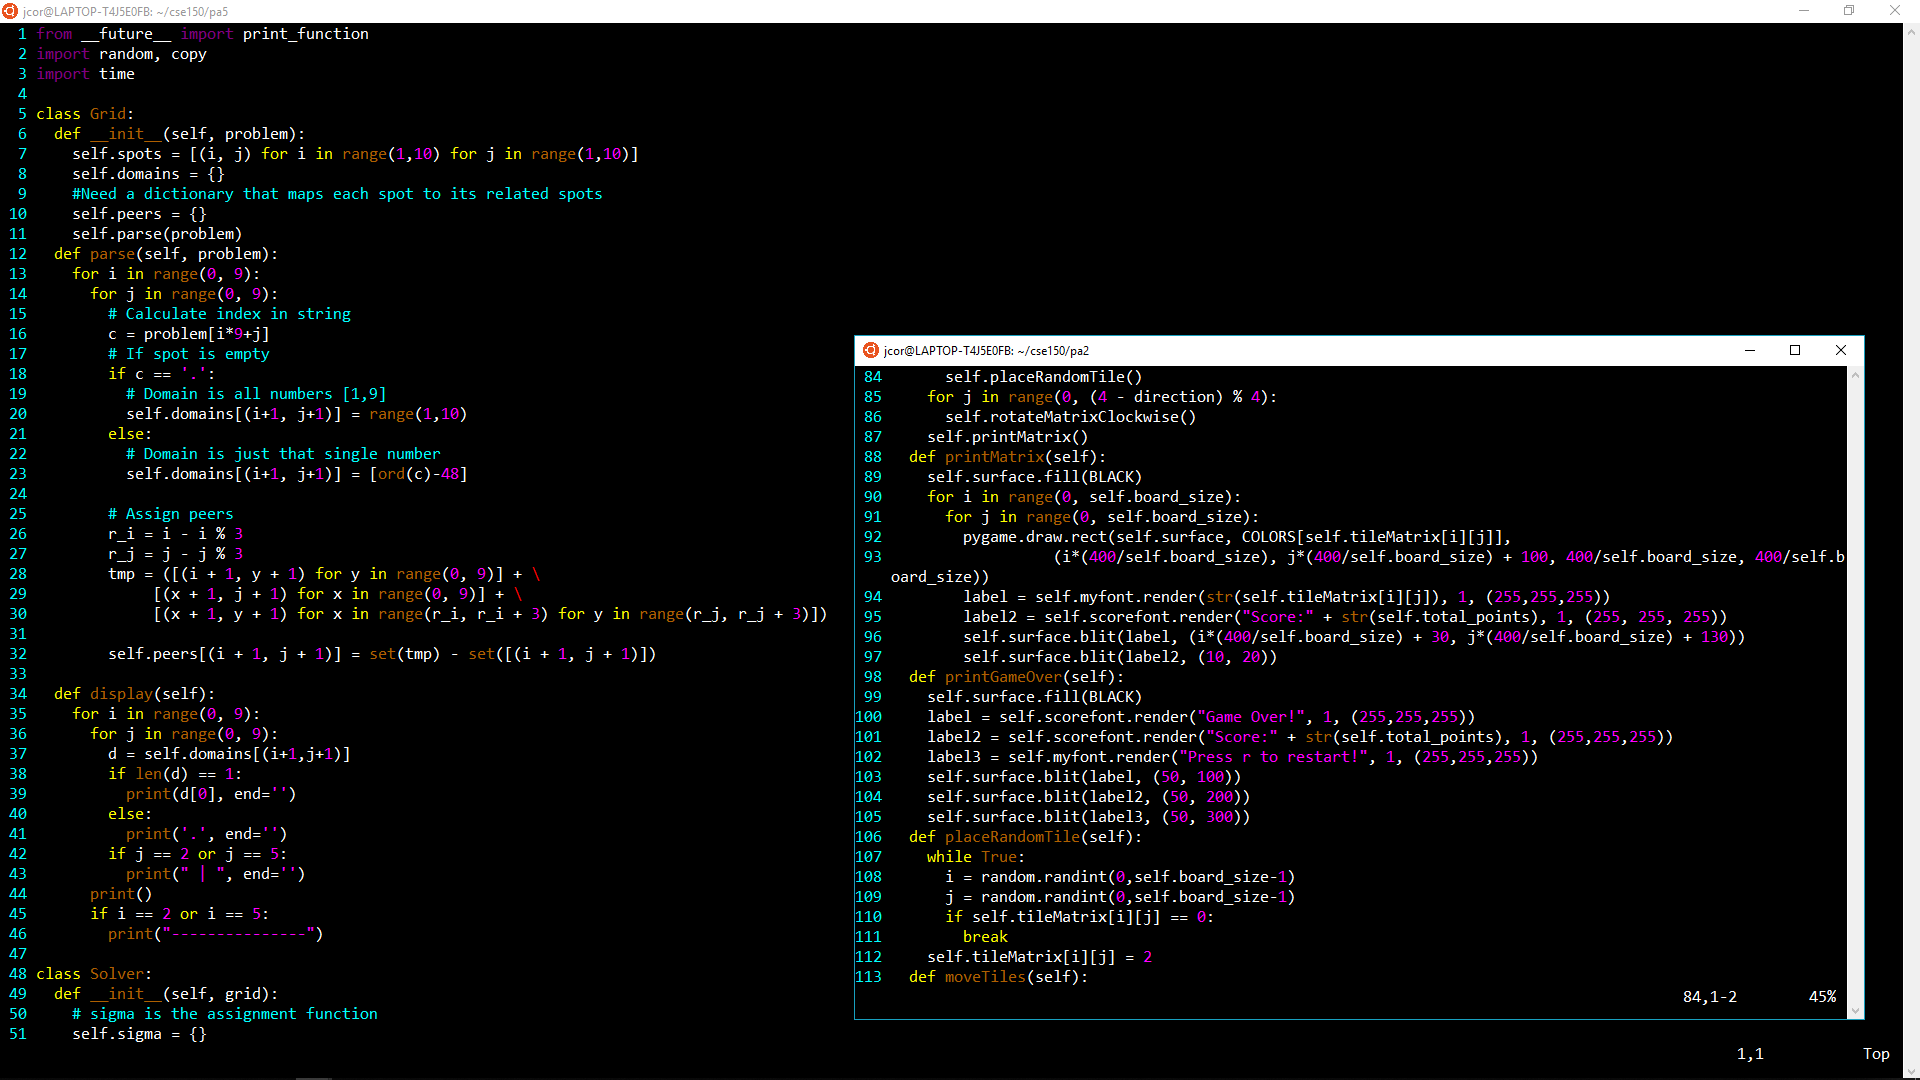 jcor@LAPTOP-T4J5E0FB: ~/cse150/pa5
1 from __future__ import print_function
2 import random, copy
3 import time
4
5 class Grid:
6   def __init__(self, problem):
7     self.spots = [(i, j) for i in range(1,10) for j in range(1,10)]
8     self.domains = {}
9     #Need a dictionary that maps each spot to its related spots
10     self.peers = {}
11     self.parse(problem)
12   def parse(self, problem):
13     for i in range(0, 9):
14       for j in range(0, 9):
15         # Calculate index in string
16         c = problem[i*9+j]
17         # If spot is empty
18         if c == '.':
19           # Domain is all numbers [1,9]
20           self.domains[(i+1, j+1)] = range(1,10)
21         else:
22           # Domain is just that single number
23           self.domains[(i+1, j+1)] = [ord(c)-48]
24
25         # Assign peers
26         r_i = i - i % 3
27         r_j = j - j % 3
28         tmp = ([(i + 1, y + 1) for y in range(0, 9)] + \
29              [(x + 1, j + 1) for x in range(0, 9)] + \
30              [(x + 1, y + 1) for x in range(r_i, r_i + 3) for y in range(r_j, r_j + 3)])
31
32         self.peers[(i + 1, j + 1)] = set(tmp) - set([(i + 1, j + 1)])
33
34   def display(self):
35     for i in range(0, 9):
36       for j in range(0, 9):
37         d = self.domains[(i+1,j+1)]
38         if len(d) == 1:
39           print(d[0], end='')
40         else:
41           print('.', end='')
42         if j == 2 or j == 5:
43           print(" | ", end='')
44       print()
45       if i == 2 or i == 5:
46         print("---------------")
47
48 class Solver:
49   def __init__(self, grid):
50     # sigma is the assignment function
51     self.sigma = {}
1,1 Top
jcor@LAPTOP-T4J5E0FB: ~/cse150/pa2
84       self.placeRandomTile()
85     for j in range(0, (4 - direction) % 4):
86       self.rotateMatrixClockwise()
87     self.printMatrix()
88   def printMatrix(self):
89     self.surface.fill(BLACK)
90     for i in range(0, self.board_size):
91       for j in range(0, self.board_size):
92         pygame.draw.rect(self.surface, COLORS[self.tileMatrix[i][j]],
93                   (i*(400/self.board_size), j*(400/self.board_size) + 100, 400/self.board_size, 400/self.b
oard_size))
94         label = self.myfont.render(str(self.tileMatrix[i][j]), 1, (255,255,255))
95         label2 = self.scorefont.render("Score:" + str(self.total_points), 1, (255, 255, 255))
96         self.surface.blit(label, (i*(400/self.board_size) + 30, j*(400/self.board_size) + 130))
97         self.surface.blit(label2, (10, 20))
98   def printGameOver(self):
99     self.surface.fill(BLACK)
100     label = self.scorefont.render("Game Over!", 1, (255,255,255))
101     label2 = self.scorefont.render("Score:" + str(self.total_points), 1, (255,255,255))
102     label3 = self.myfont.render("Press r to restart!", 1, (255,255,255))
103     self.surface.blit(label, (50, 100))
104     self.surface.blit(label2, (50, 200))
105     self.surface.blit(label3, (50, 300))
106   def placeRandomTile(self):
107     while True:
108       i = random.randint(0,self.board_size-1)
109       j = random.randint(0,self.board_size-1)
110       if self.tileMatrix[i][j] == 0:
111         break
112     self.tileMatrix[i][j] = 2
113   def moveTiles(self):
84,1-2 45%